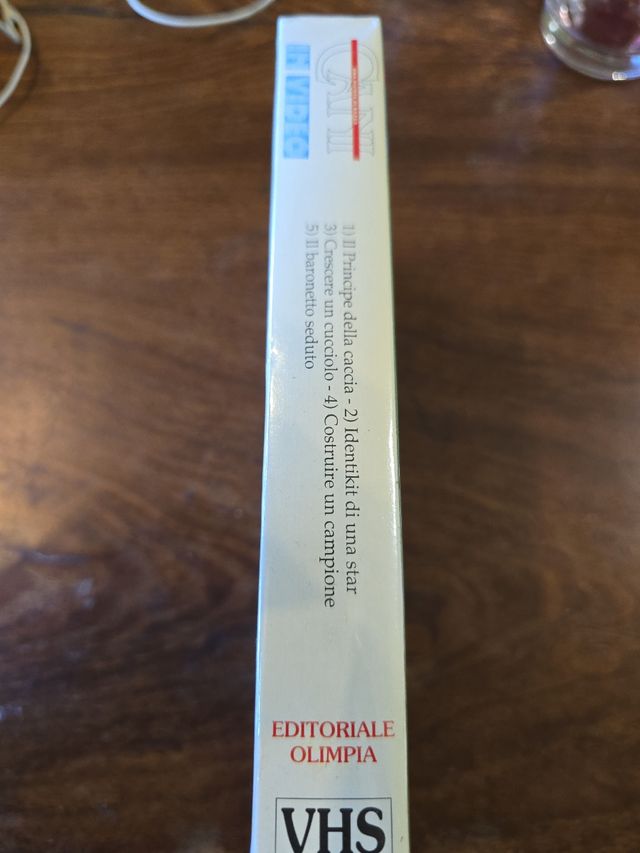 CANI
IN VIDEO
1) Il Principe della caccia - 2) Identikit di una star
3) Crescere un cucciolo - 4) Costruire un campione
5) Il baronetto seduto
EDITORIALE
OLIMPIA
VHS